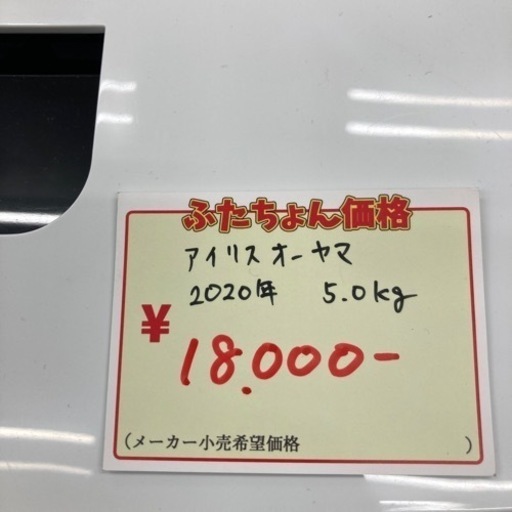 ふたちょん価格
アイリスオーヤマ
2020年 5.0kg
¥18.000-
(メーカー小売希望価格 )